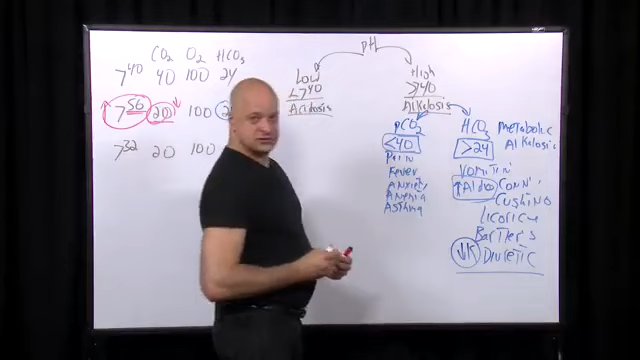 pH
CO2 O2 HCO3
7 40 40 100 24
7 56 20 100 2
7 32 20 100
Low
<7 40
Acidosis
High
>7 40
Alkalosis
pCO2
<40
Pain
Fever
Anxiety
Anemia
Asthma
HCO3
>24
Metabolic
Alkalosis
Vomitin'
↑Aldo Conn'
Cushing
Licorice
Bartter's
↓K Diuretic